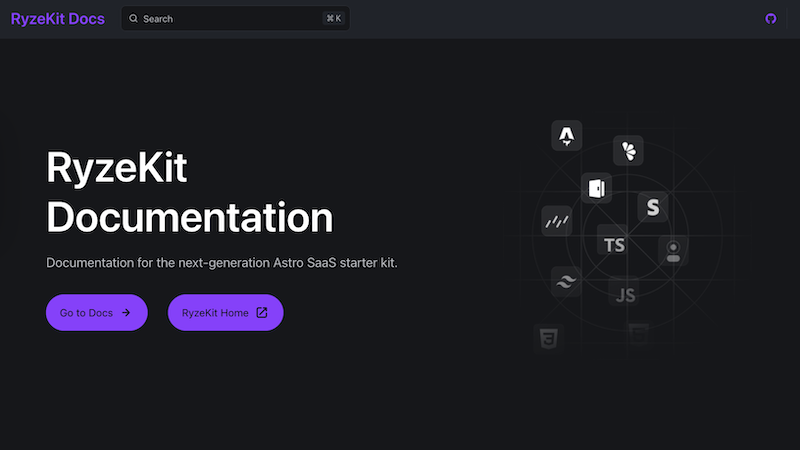 RyzeKit Docs
Search
⌘ K
RyzeKit
Documentation
Documentation for the next-generation Astro SaaS starter kit.
Go to Docs
RyzeKit Home
S
TS
JS
3